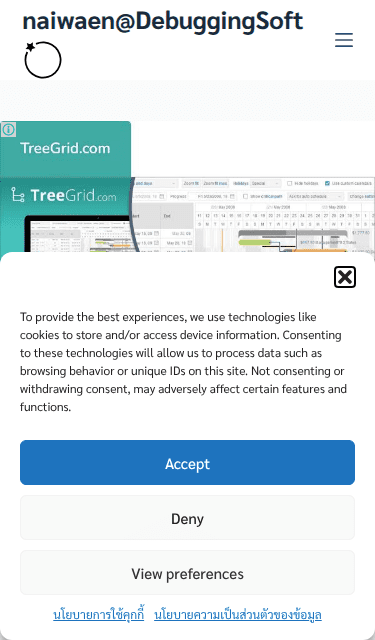 naiwaen@DebuggingSoft
TreeGrid.com
TreeGrid.com
To provide the best experiences, we use technologies like
cookies to store and/or access device information. Consenting
to these technologies will allow us to process data such as
browsing behavior or unique IDs on this site. Not consenting or
withdrawing consent, may adversely affect certain features and
functions.
Accept
Deny
View preferences
นโยบายการใช้คุกกี้ นโยบายความเป็นส่วนตัวของข้อมูล